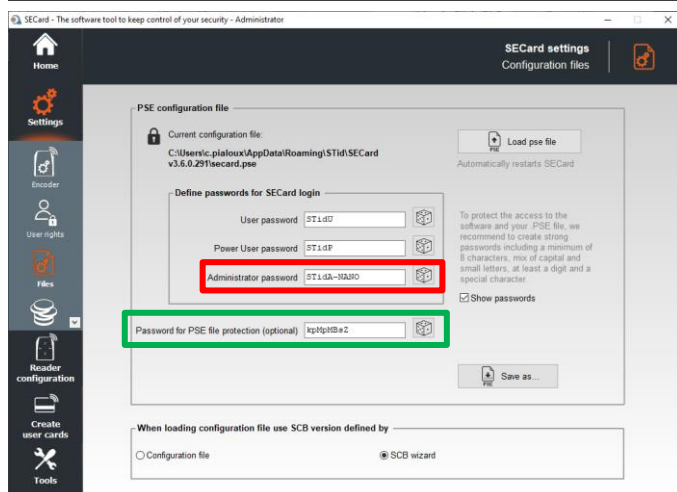 SECard - The software tool to keep control of your security - Administrator
Home
SECard settings
Configuration files
Settings
Encoder
User rights
Files
Reader
configuration
Create
user cards
Tools
PSE configuration file
Current configuration file:
C:\Users\c.pialoux\AppData\Roaming\STid\SECard
v3.6.0.291\secard.pse
PSE
Load pse file
Automatically restarts SECard
Define passwords for SECard login
User password STidU
Power User password STidP
Administrator password STidA-NANO
To protect the access to the
software and your .PSE file, we
recommend to create strong
passwords including a minimum of
8 characters, mix of capital and
small letters, at least a digit and a
special character.
Show passwords
Password for PSE file protection (optional) kpMpMBeZ
PSE
Save as...
When loading configuration file use SCB version defined by
Configuration file
SCB wizard